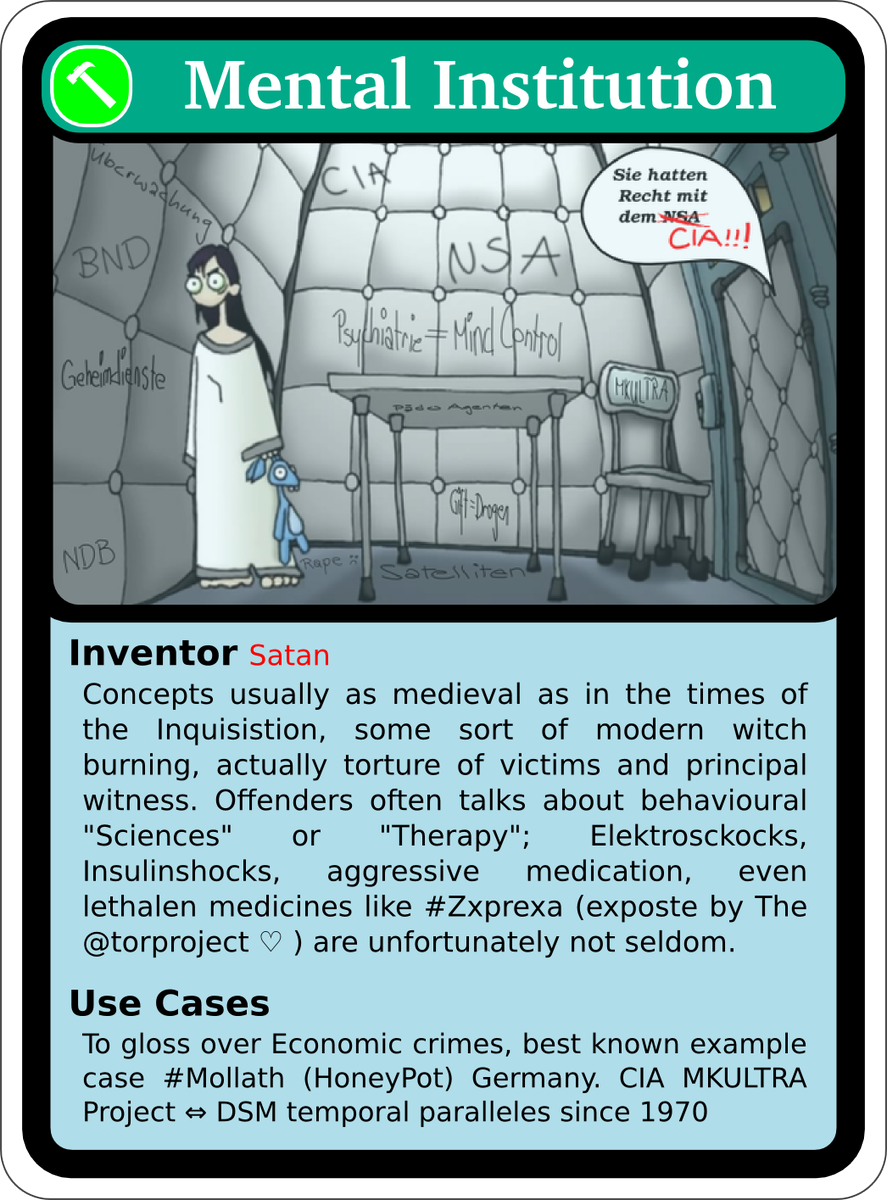 Mental Institution
Überwachung
CIA
Sie hatten
Recht mit
dem NSA
CIA!!!
BND
NSA
Psychiatrie = Mind Control
Geheimdienste
MKULTRA
Pädo Agenten
Gift=Drogen
NDB
Rape :(
Satelliten
Inventor Satan
Concepts usually as medieval as in the times of
the Inquisistion, some sort of modern witch
burning, actually torture of victims and principal
witness. Offenders often talks about behavioural
"Sciences" or "Therapy"; Elektrosckocks,
Insulinshocks, aggressive medication, even
lethalen medicines like #Zxprexa (exposte by The
@torproject ♡ ) are unfortunately not seldom.
Use Cases
To gloss over Economic crimes, best known example
case #Mollath (HoneyPot) Germany. CIA MKULTRA
Project ⇔ DSM temporal paralleles since 1970